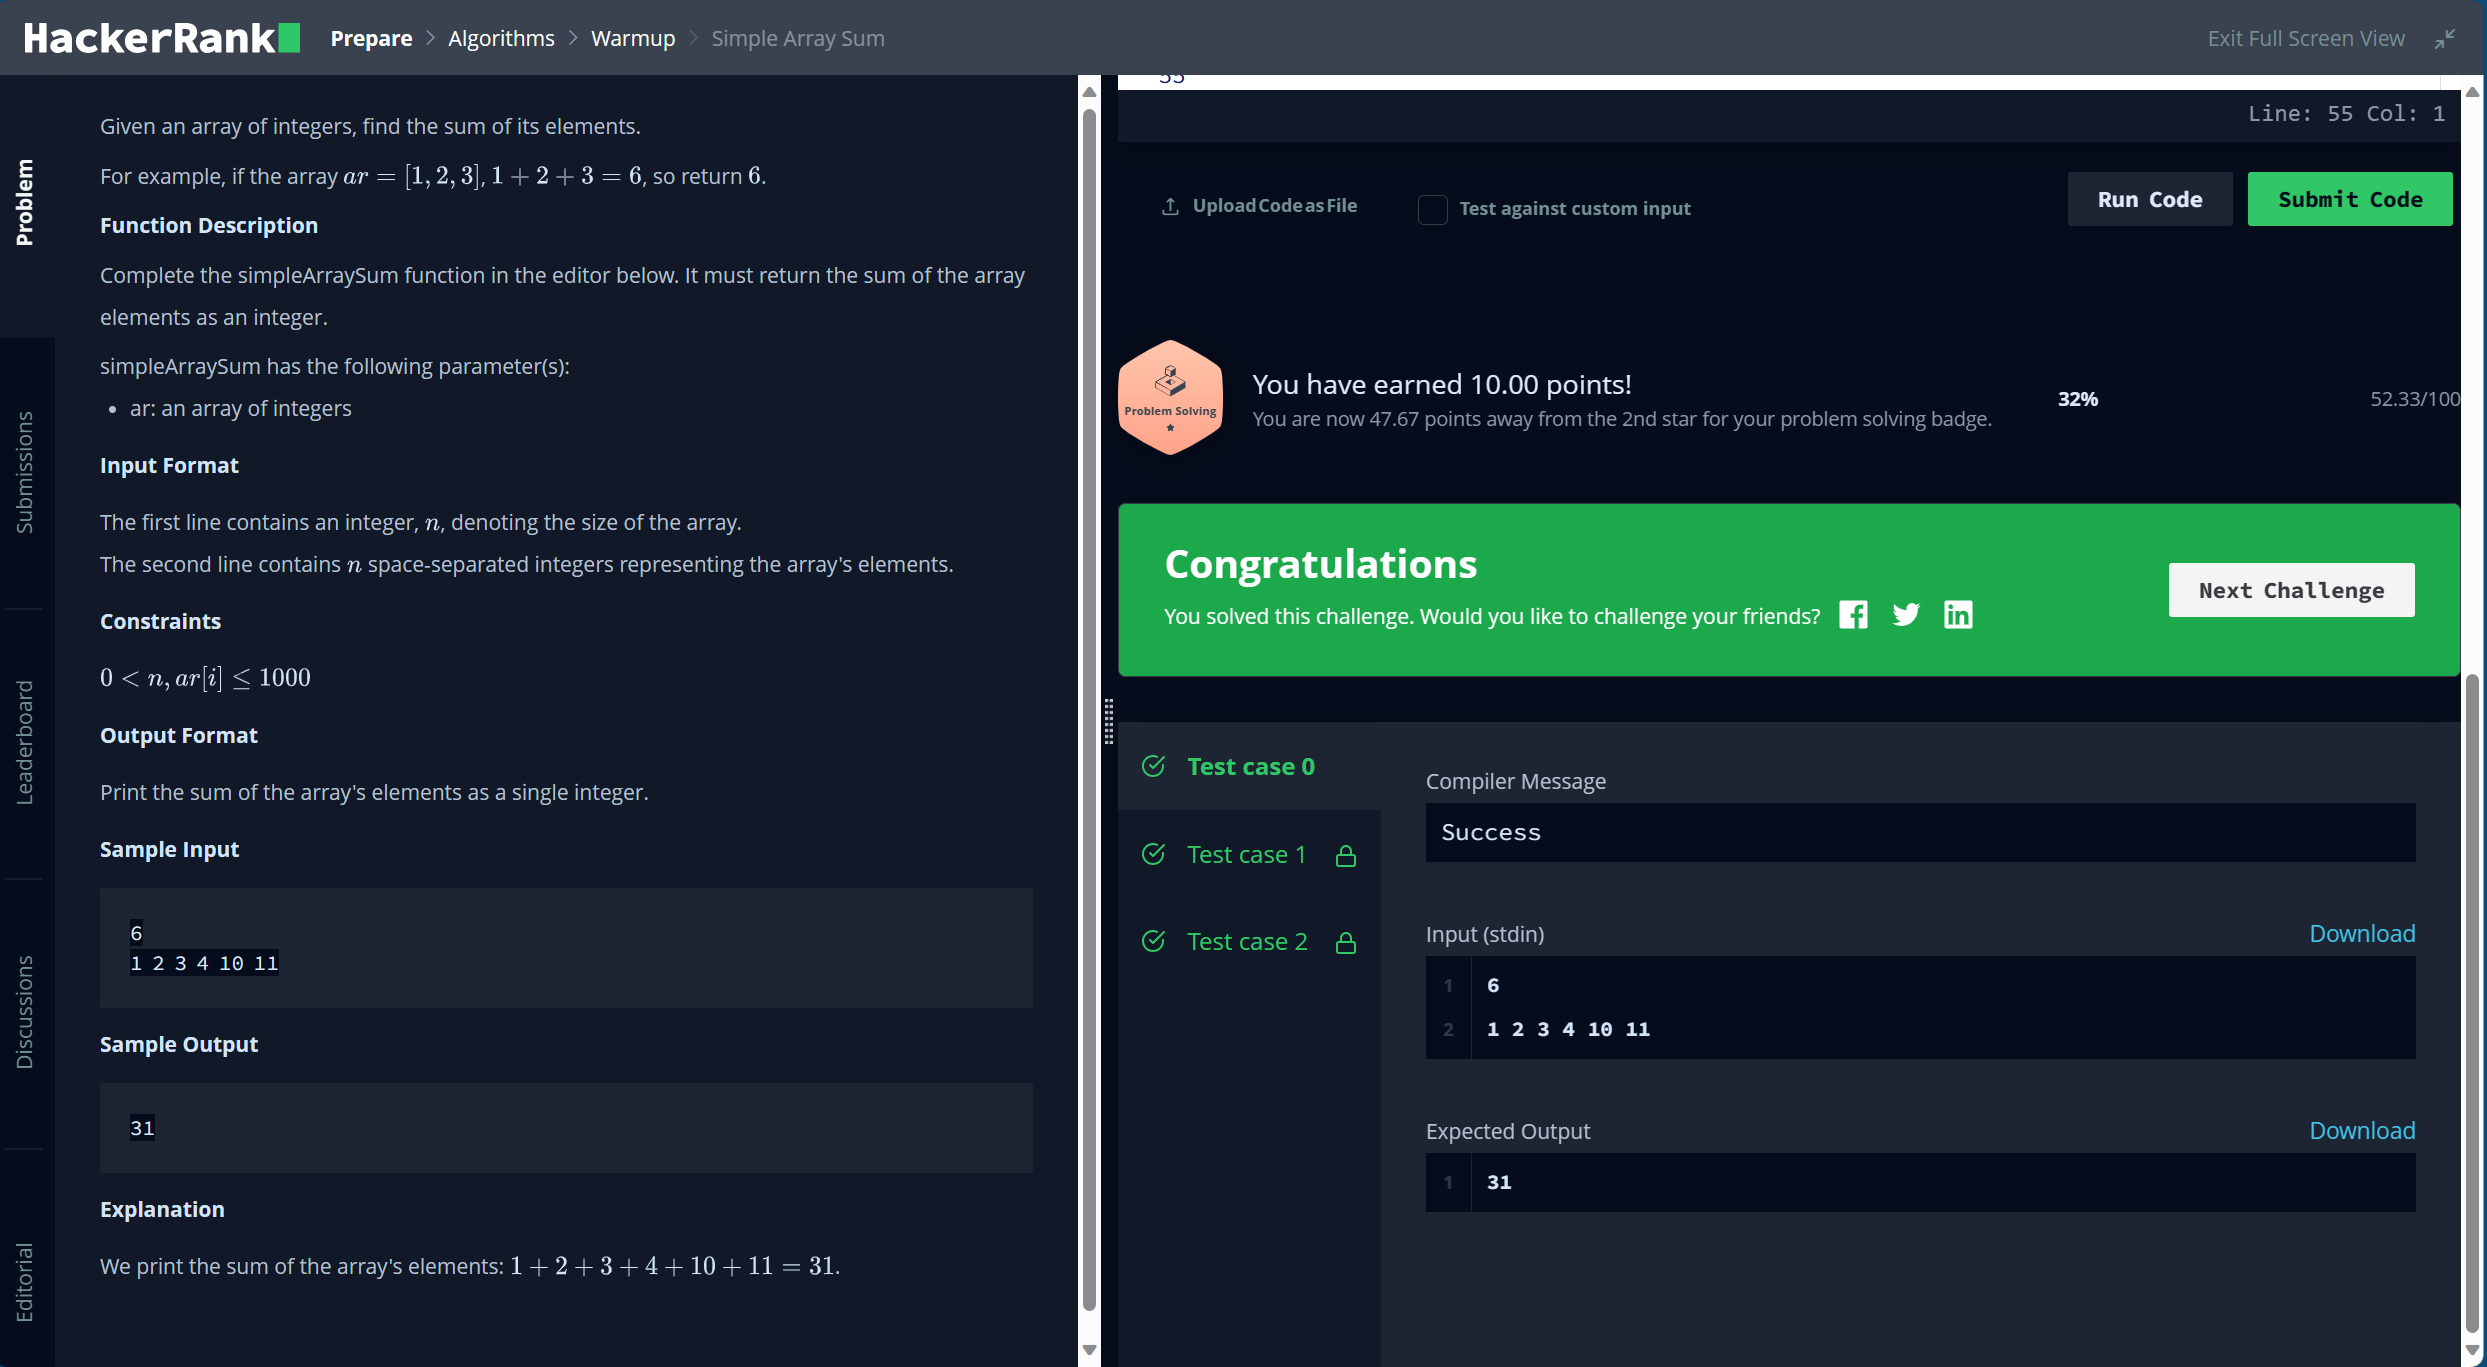 HackerRank
Prepare > Algorithms > Warmup > Simple Array Sum
Exit Full Screen View
Problem
Submissions
Leaderboard
Discussions
Editorial
Given an array of integers, find the sum of its elements.
For example, if the array ar = [1, 2, 3], 1 + 2 + 3 = 6, so return 6.
Function Description
Complete the simpleArraySum function in the editor below. It must return the sum of the array
elements as an integer.
simpleArraySum has the following parameter(s):
• ar: an array of integers
Input Format
The first line contains an integer, n, denoting the size of the array.
The second line contains n space-separated integers representing the array's elements.
Constraints
0 < n, ar[i] ≤ 1000
Output Format
Print the sum of the array's elements as a single integer.
Sample Input
6
1 2 3 4 10 11
Sample Output
31
Explanation
We print the sum of the array's elements: 1 + 2 + 3 + 4 + 10 + 11 = 31.
55
Line: 55 Col: 1
Upload Code as File
Test against custom input
Run Code
Submit Code
Problem Solving
You have earned 10.00 points!
You are now 47.67 points away from the 2nd star for your problem solving badge.
32%
52.33/100
Congratulations
You solved this challenge. Would you like to challenge your friends?
Next Challenge
Test case 0
Test case 1
Test case 2
Compiler Message
Success
Input (stdin)
Download
1 6
2 1 2 3 4 10 11
Expected Output
Download
1 31